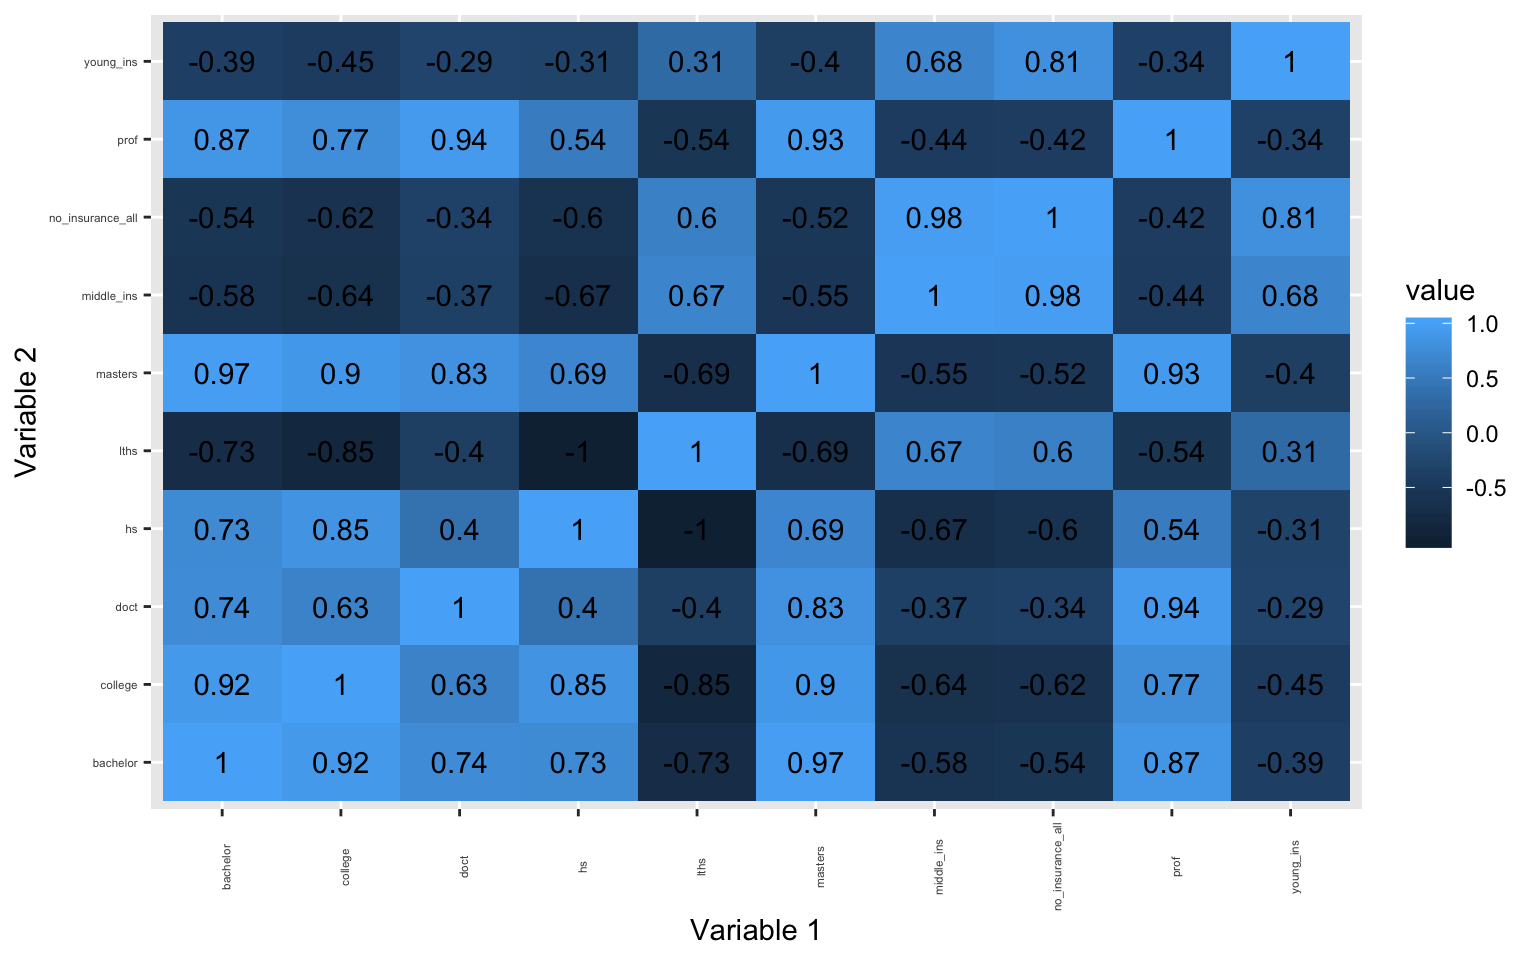 young_ins -0.39 -0.45 -0.29 -0.31 0.31 -0.4 0.68 0.81 -0.34 1
prof 0.87 0.77 0.94 0.54 -0.54 0.93 -0.44 -0.42 1 -0.34
no_insurance_all -0.54 -0.62 -0.34 -0.6 0.6 -0.52 0.98 1 -0.42 0.81
middle_ins -0.58 -0.64 -0.37 -0.67 0.67 -0.55 1 0.98 -0.44 0.68
masters 0.97 0.9 0.83 0.69 -0.69 1 -0.55 -0.52 0.93 -0.4
lths -0.73 -0.85 -0.4 -1 1 -0.69 0.67 0.6 -0.54 0.31
hs 0.73 0.85 0.4 1 -1 0.69 -0.67 -0.6 0.54 -0.31
doct 0.74 0.63 1 0.4 -0.4 0.83 -0.37 -0.34 0.94 -0.29
college 0.92 1 0.63 0.85 -0.85 0.9 -0.64 -0.62 0.77 -0.45
bachelor 1 0.92 0.74 0.73 -0.73 0.97 -0.58 -0.54 0.87 -0.39
bachelor college doct hs lths masters middle_ins no_insurance_all prof young_ins
Variable 1
Variable 2
value
1.0
0.5
0.0
-0.5